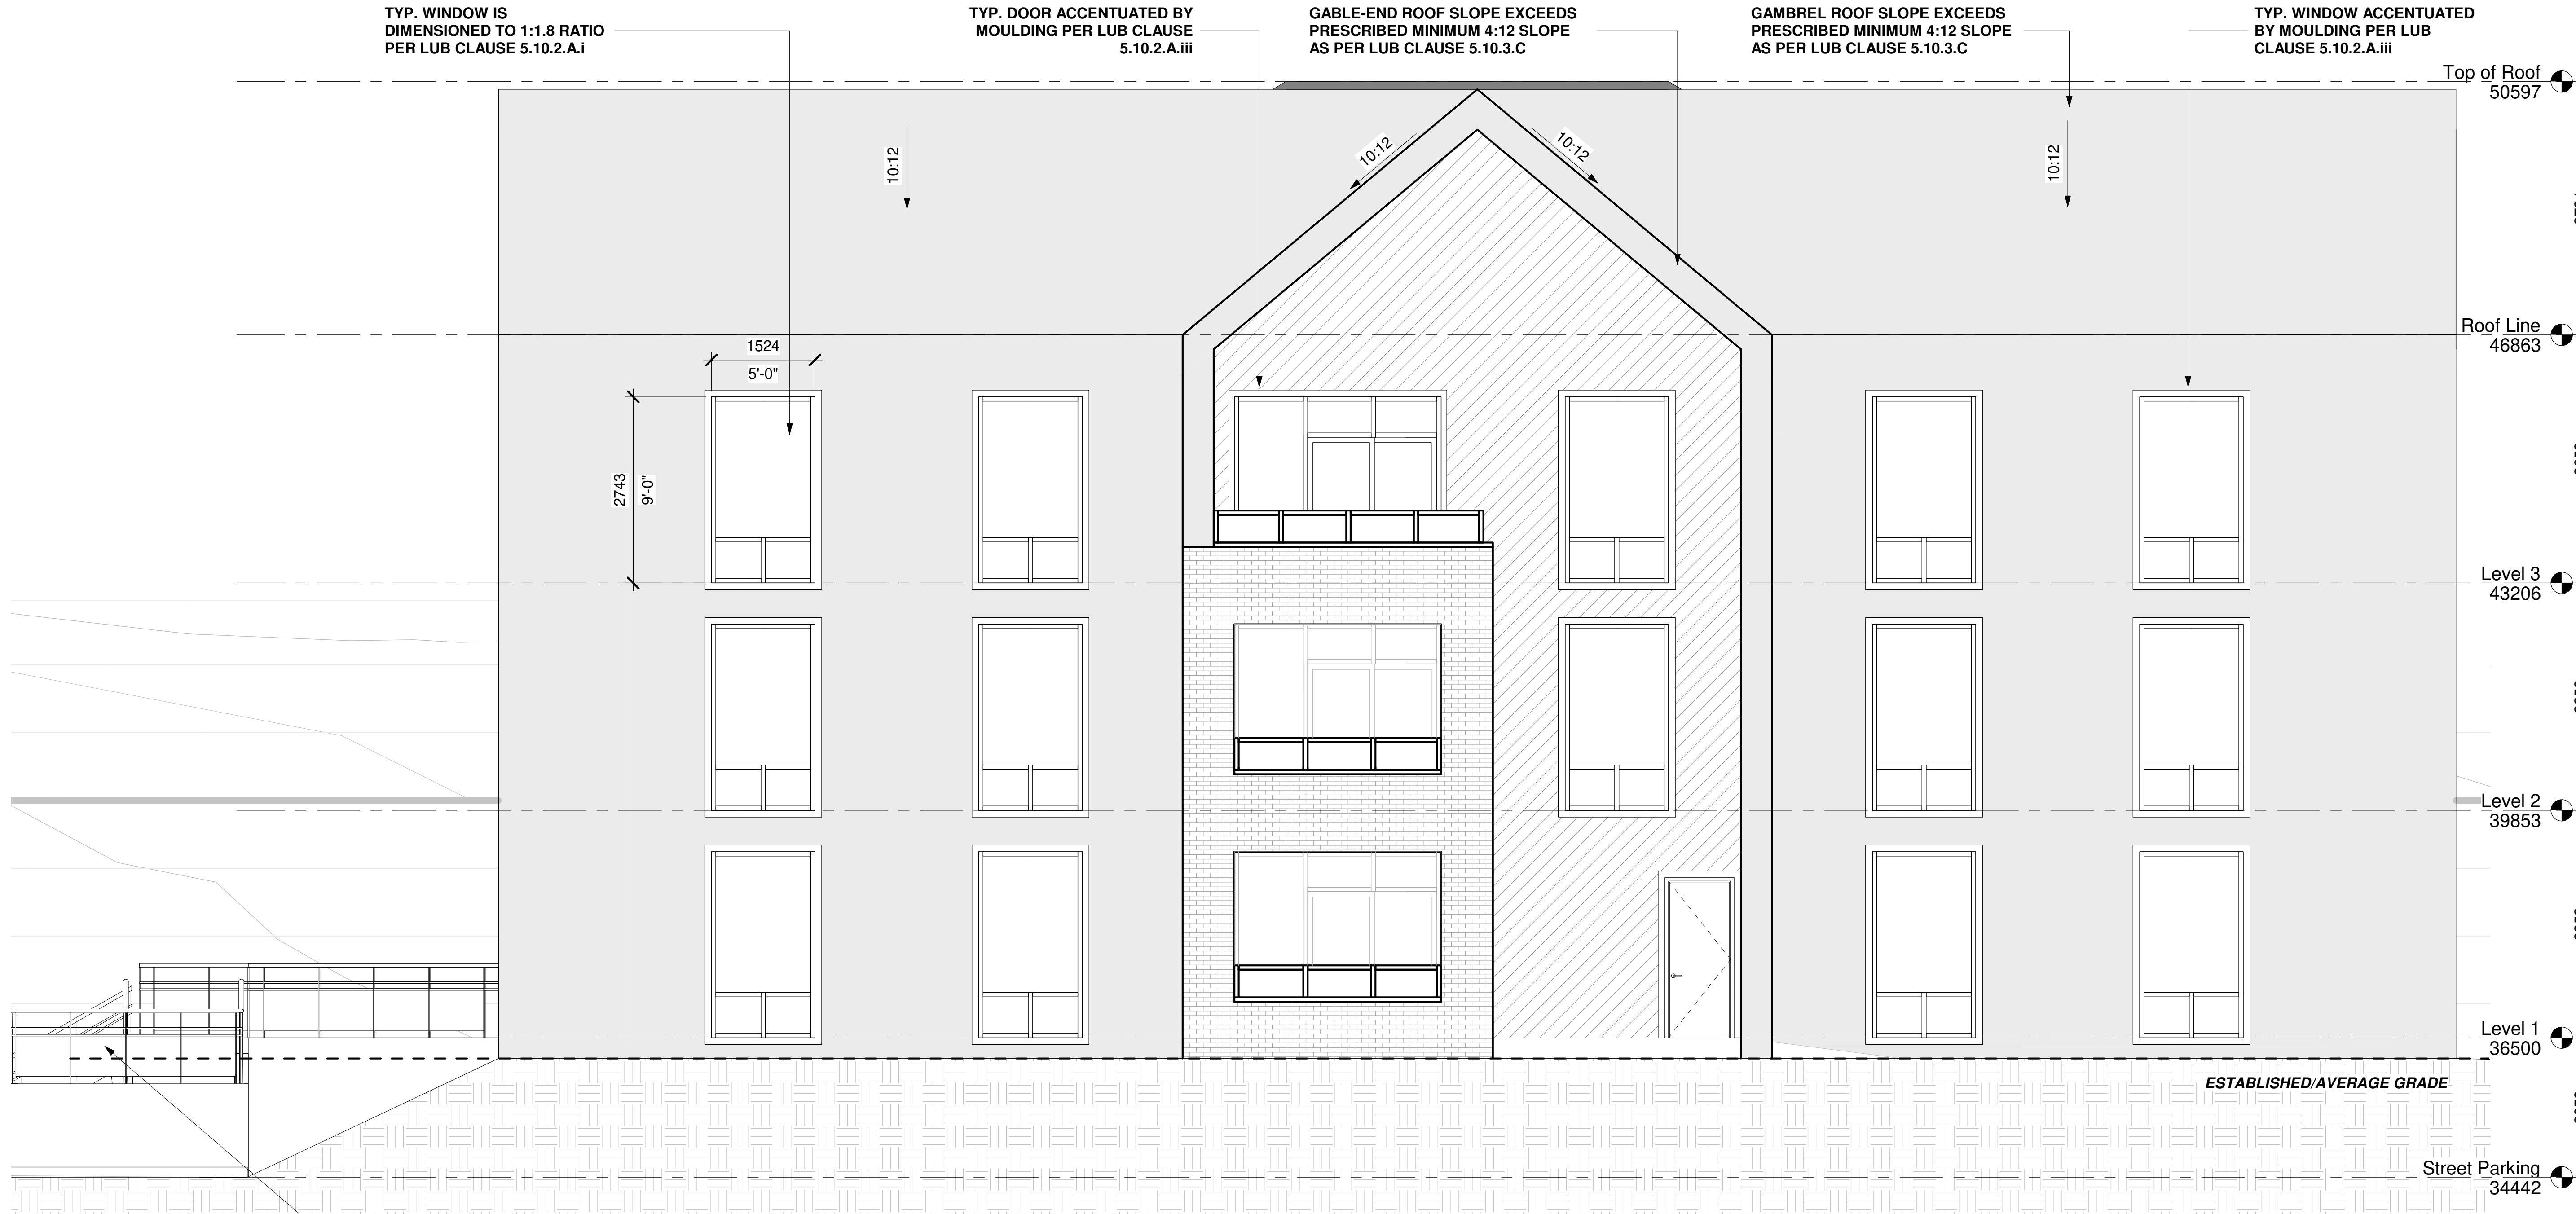 TYP. WINDOW IS
DIMENSIONED TO 1:1.8 RATIO
PER LUB CLAUSE 5.10.2.A.i
TYP. DOOR ACCENTUATED BY
MOULDING PER LUB CLAUSE
5.10.2.A.iii
GABLE-END ROOF SLOPE EXCEEDS
PRESCRIBED MINIMUM 4:12 SLOPE
AS PER LUB CLAUSE 5.10.3.C
GAMBREL ROOF SLOPE EXCEEDS
PRESCRIBED MINIMUM 4:12 SLOPE
AS PER LUB CLAUSE 5.10.3.C
TYP. WINDOW ACCENTUATED
BY MOULDING PER LUB
CLAUSE 5.10.2.A.iii
Top of Roof
50597
10:12
10:12
10:12
10:12
Roof Line
46863
1524
5'-0"
2743
9'-0"
Level 3
43206
Level 2
39853
Level 1
36500
ESTABLISHED/AVERAGE GRADE
Street Parking
34442